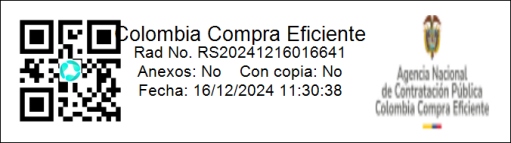 Colombia Compra Eficiente
Rad No. RS20241216016641
Anexos: No Con copia: No
Fecha: 16/12/2024 11:30:38
Agencia Nacional
de Contratación Pública
Colombia Compra Eficiente